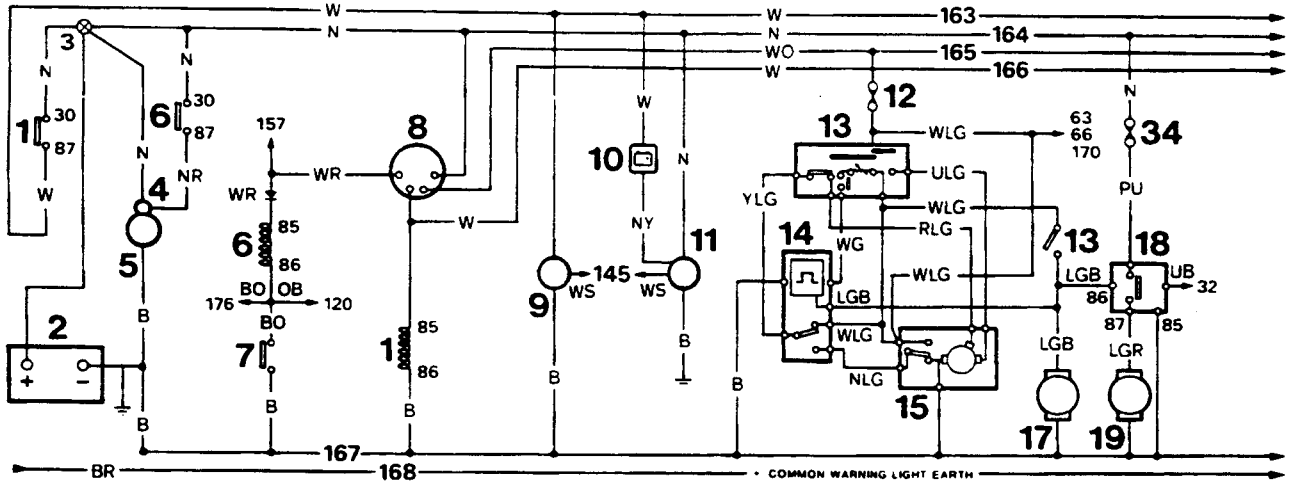 W W 163
3 N N 164
WO 165
W 166
N N N
1 30 6 30 8 W 12 34
87 87 157 13 WLG 63
66
170
W N NR WR 10 N ULG PU
4 WR YLG WLG
5 6 85 W NY 11 14 WG RLG 13 18
86 WLG LGB UB
176 BO OB 120 9 145 LGB 86 32
WS WS 87 85
B BO WLG
2 7 1 85 B LGB LGR
+ - 86 B NLG
B B B B 15 17 19
167
BR 168 COMMON WARNING LIGHT EARTH